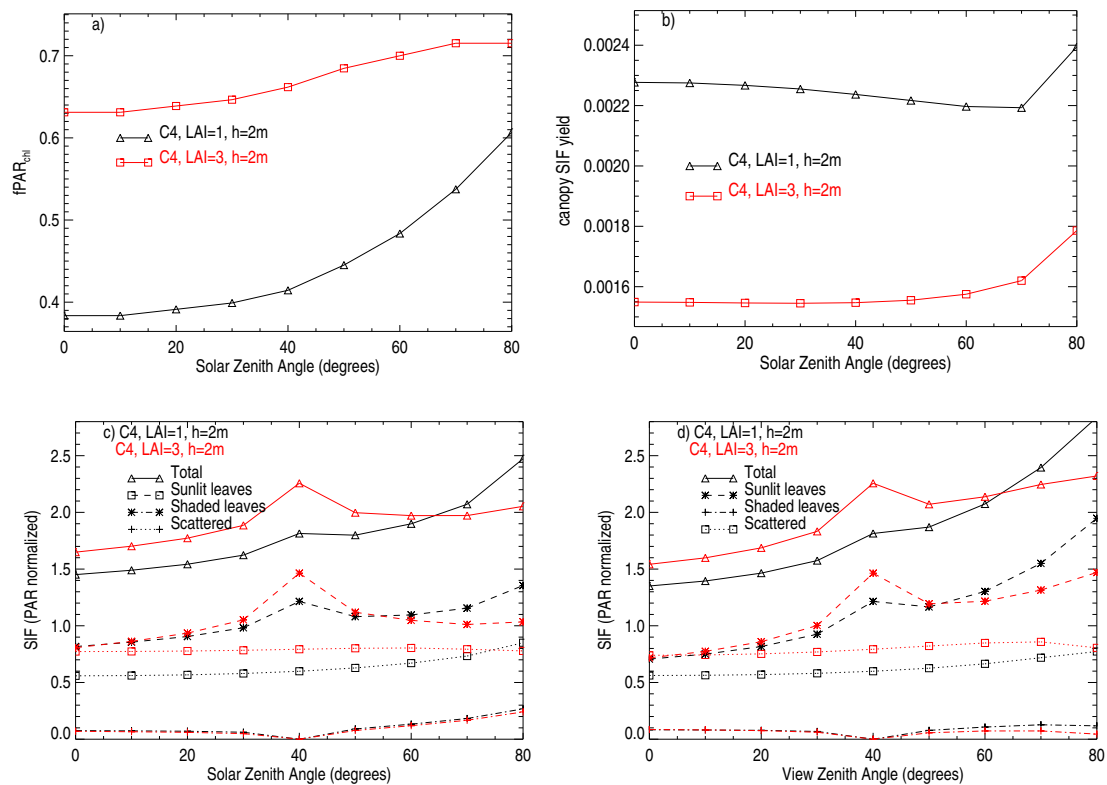 a)
fPARchl
0.7
0.6
0.5
0.4
C4, LAI=1, h=2m
C4, LAI=3, h=2m
0 20 40 60 80
Solar Zenith Angle (degrees)
b)
canopy SIF yield
0.0024
0.0022
0.0020
0.0018
0.0016
C4, LAI=1, h=2m
C4, LAI=3, h=2m
0 20 40 60 80
Solar Zenith Angle (degrees)
c) C4, LAI=1, h=2m
C4, LAI=3, h=2m
Total
Sunlit leaves
Shaded leaves
Scattered
SIF (PAR normalized)
2.5
2.0
1.5
1.0
0.5
0.0
0 20 40 60 80
Solar Zenith Angle (degrees)
d) C4, LAI=1, h=2m
C4, LAI=3, h=2m
Total
Sunlit leaves
Shaded leaves
Scattered
SIF (PAR normalized)
2.5
2.0
1.5
1.0
0.5
0.0
0 20 40 60 80
View Zenith Angle (degrees)